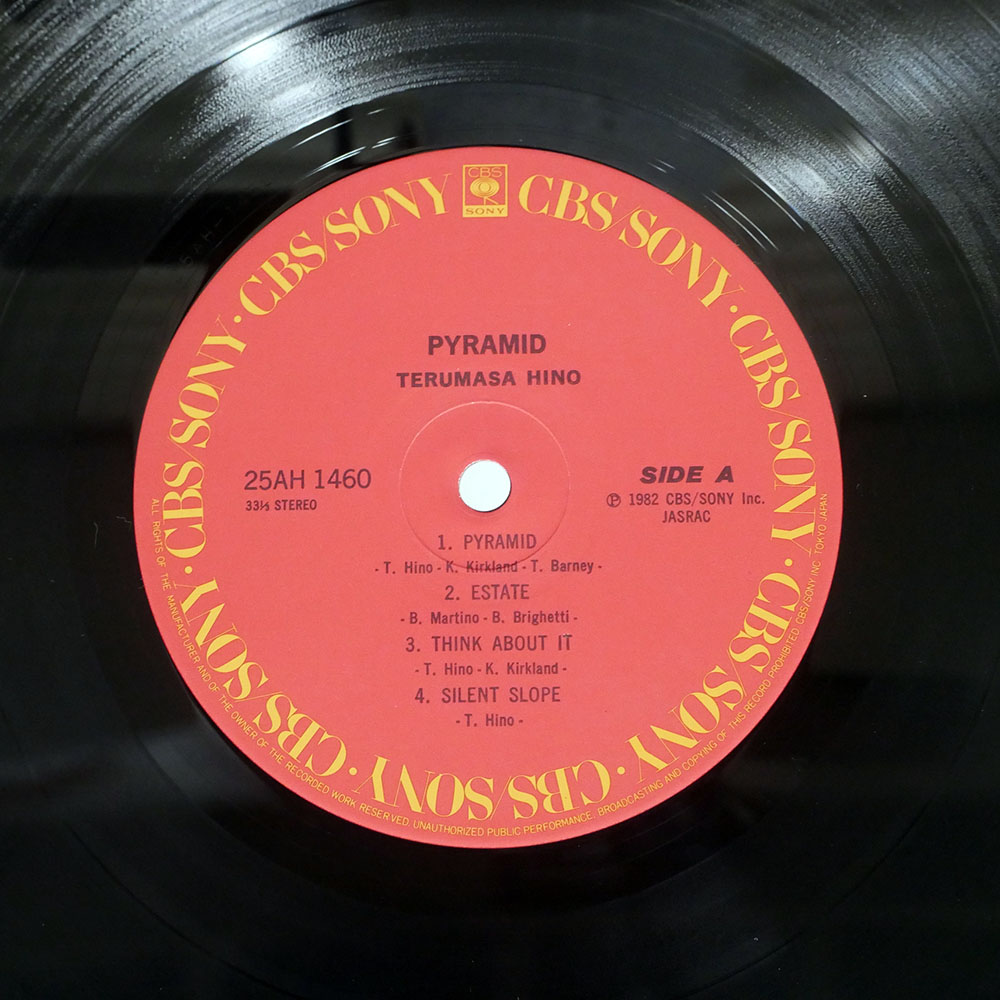 CBS
SONY
CBS/SONY · CBS/SONY · CBS/SONY · CBS/SONY · CBS/SONY · CBS/SONY · CBS/SONY · CBS/SONY
PYRAMID
TERUMASA HINO
25AH 1460
33⅓ STEREO
SIDE A
Ⓟ 1982 CBS/SONY Inc.
JASRAC
1. PYRAMID
- T. Hino - K. Kirkland - T. Barney -
2. ESTATE
- B. Martino - B. Brighetti -
3. THINK ABOUT IT
- T. Hino - K. Kirkland -
4. SILENT SLOPE
- T. Hino -
ALL RIGHTS OF THE MANUFACTURER AND OF THE OWNER OF THE RECORDED WORK RESERVED. UNAUTHORIZED PUBLIC PERFORMANCE, BROADCASTING AND COPYING OF THIS RECORD PROHIBITED. CBS/SONY INC. TOKYO JAPAN